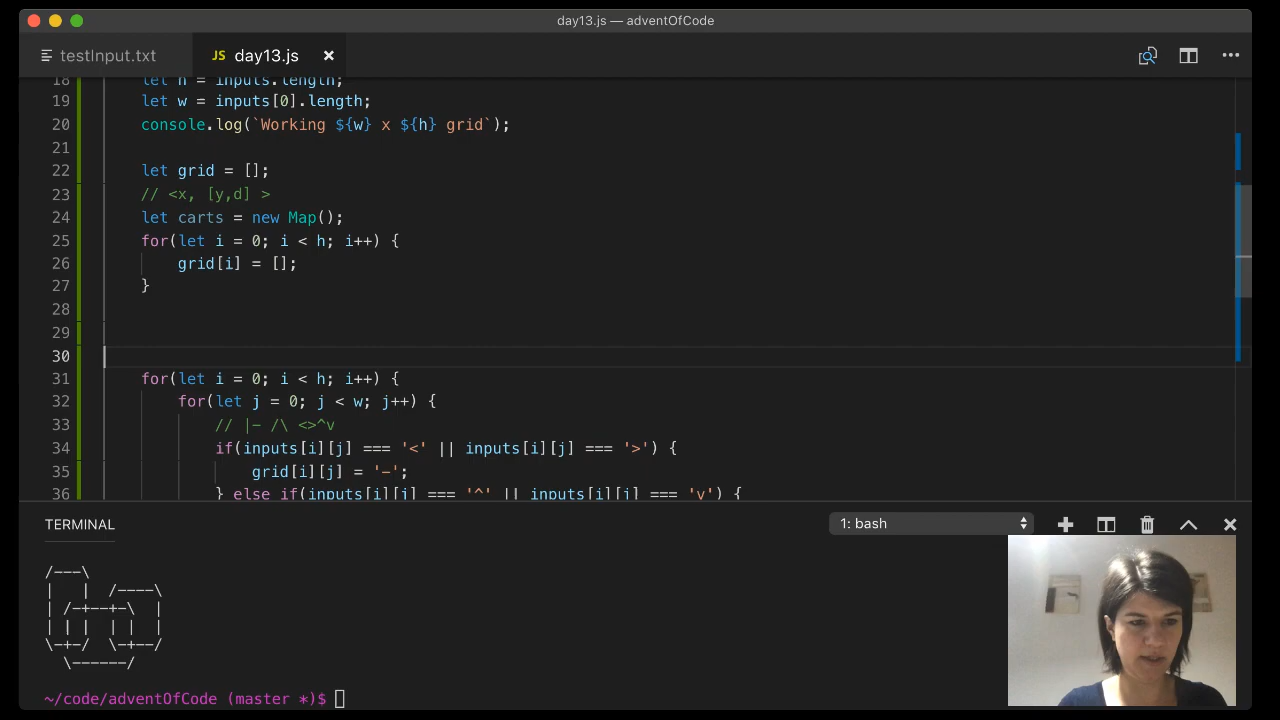 day13.js — adventOfCode
testInput.txt
JS day13.js ×
18 let h = inputs.length;
19 let w = inputs[0].length;
20 console.log(`Working ${w} x ${h} grid`);
21
22 let grid = [];
23 // <x, [y,d] >
24 let carts = new Map();
25 for(let i = 0; i < h; i++) {
26 grid[i] = [];
27 }
28
29
30
31 for(let i = 0; i < h; i++) {
32 for(let j = 0; j < w; j++) {
33 // |- /\ <>^v
34 if(inputs[i][j] === '<' || inputs[i][j] === '>') {
35 grid[i][j] = '-';
36 } else if(inputs[i][j] === '^' || inputs[i][j] === 'v') {
TERMINAL
1: bash
/---\
|   |  /----\
| /-+--+-\  |
| | |  | |  |
\-+-/  \-+--/
  \------/
~/code/adventOfCode (master *)$